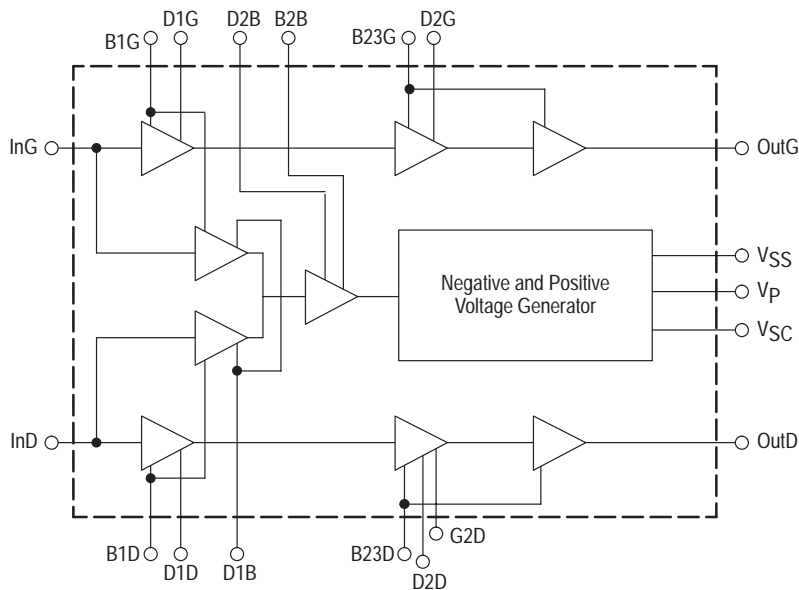 B1G
D1G
D2B
B2B
B23G
D2G
InG
OutG
Negative and Positive
Voltage Generator
VSS
VP
VSC
InD
OutD
B1D
D1D
D1B
B23D
D2D
G2D